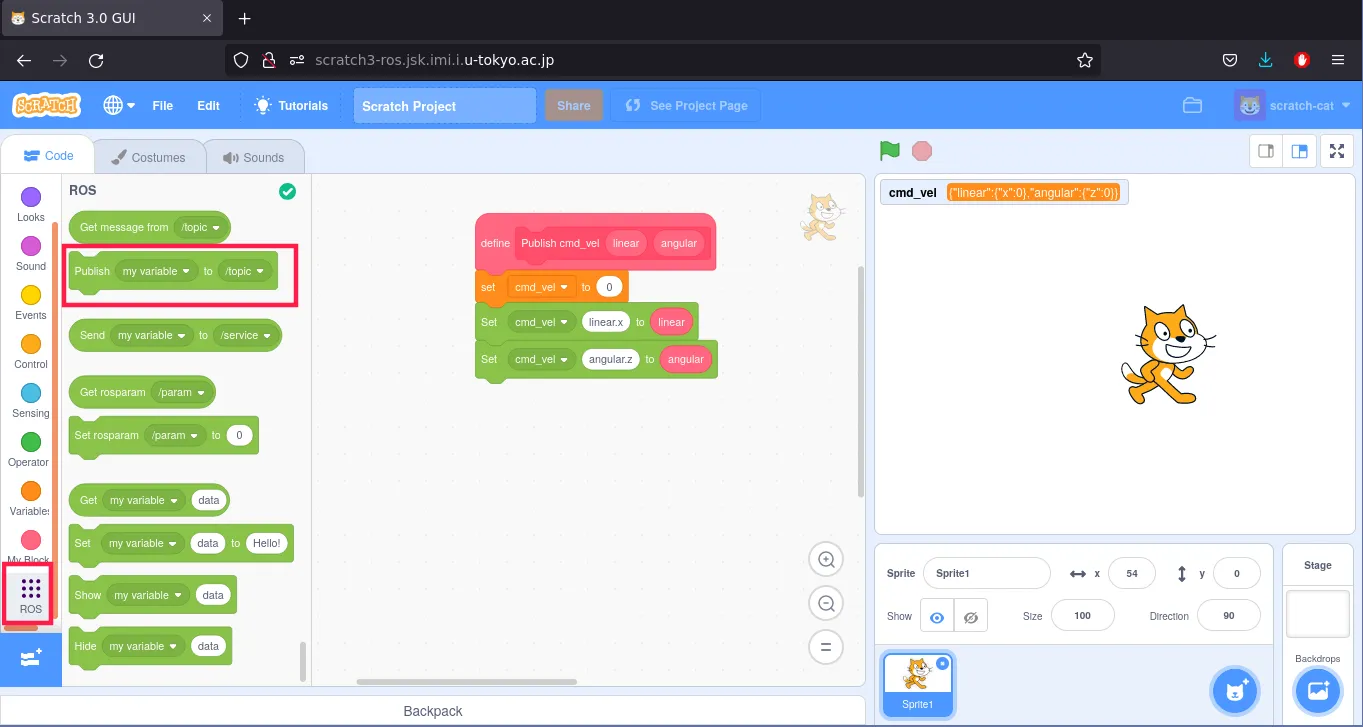 Scratch 3.0 GUI
scratch3-ros.jsk.imi.i.u-tokyo.ac.jp
SCRATCH
File
Edit
Tutorials
Scratch Project
Share
See Project Page
scratch-cat
Code
Costumes
Sounds
Looks
Sound
Events
Control
Sensing
Operator
Variables
My Block
ROS
ROS
Get message from /topic
Publish my variable to /topic
Send my variable to /service
Get rosparam /param
Set rosparam /param to 0
Get my variable data
Set my variable data to Hello!
Show my variable data
Hide my variable data
define Publish cmd_vel linear angular
set cmd_vel to 0
Set cmd_vel linear.x to linear
Set cmd_vel angular.z to angular
cmd_vel {"linear":{"x":0},"angular":{"z":0}}
Sprite Sprite1 x 54 y 0
Show Size 100 Direction 90
Sprite1
Stage
Backdrops
Backpack